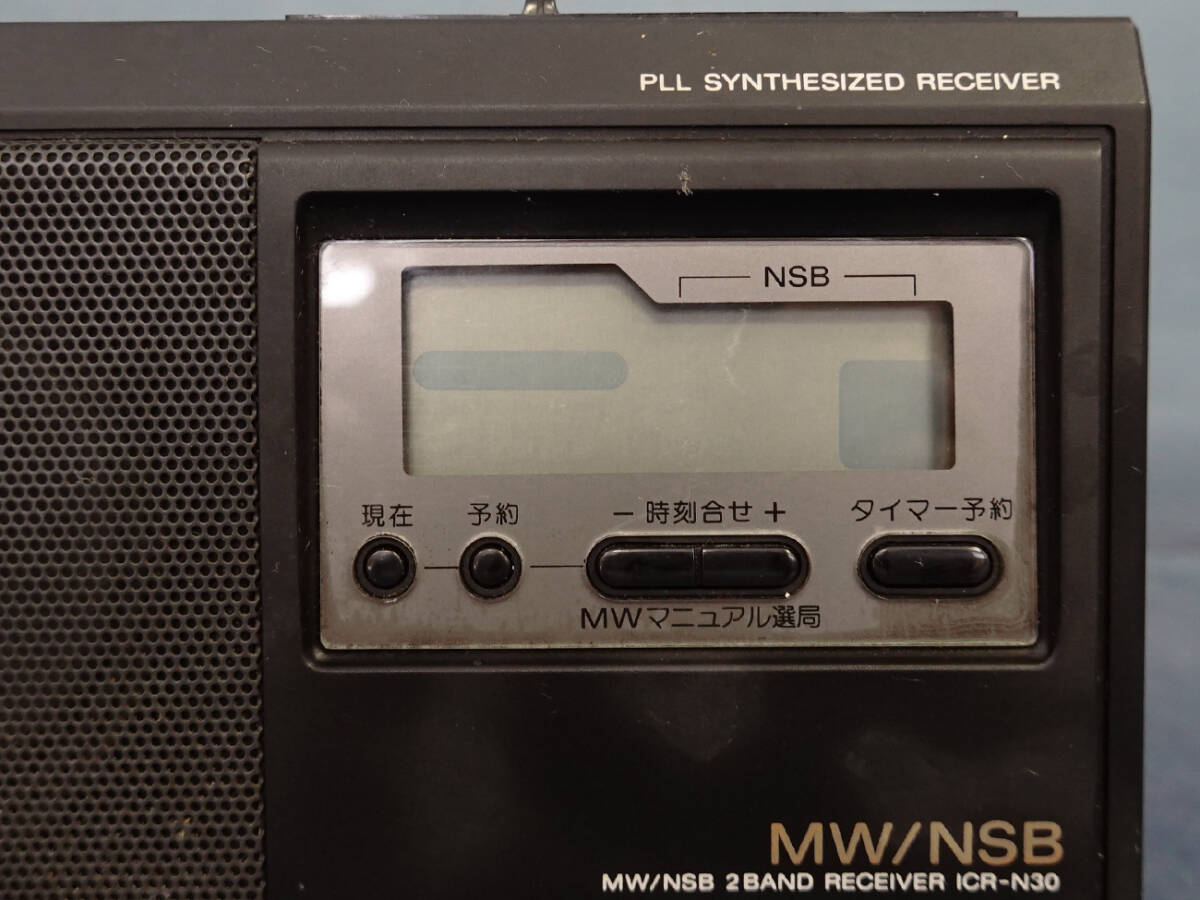 PLL SYNTHESIZED RECEIVER
NSB
現在 予約 － 時刻合せ ＋ タイマー予約
MWマニュアル選局
MW/NSB
MW/NSB 2BAND RECEIVER ICR-N30